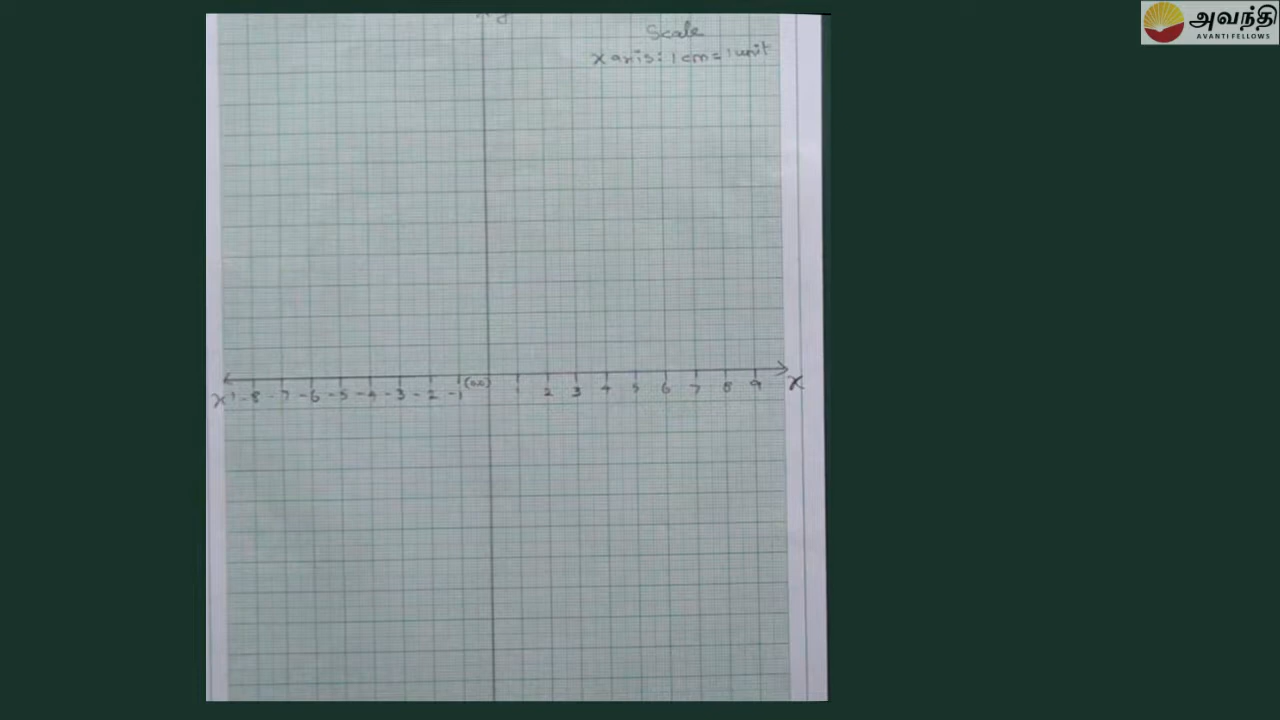 அவந்தி
AVANTI FELLOWS
Scale
x axis: 1cm = 1 unit
(0,0)
x' -8 -7 -6 -5 -4 -3 -2 -1 1 2 3 4 5 6 7 8 9 x